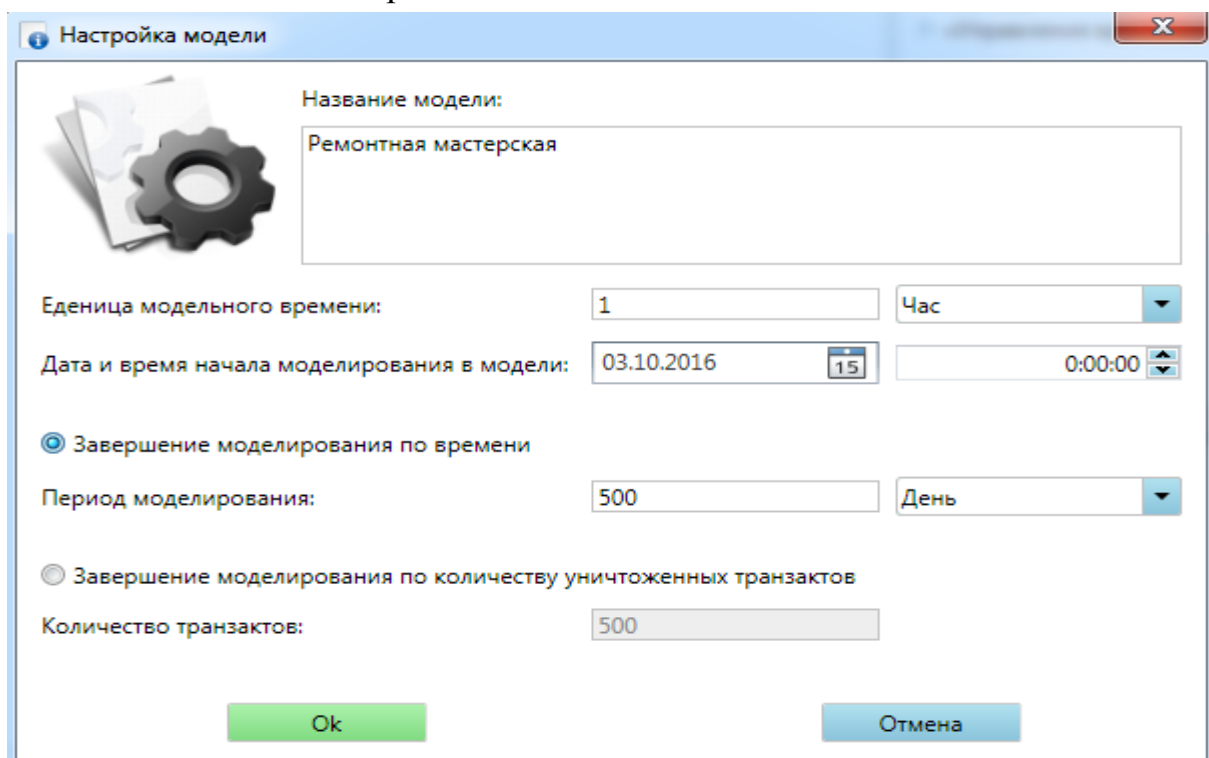 Настройка модели
Название модели:
Ремонтная мастерская
Еденица модельного времени: 1 Час
Дата и время начала моделирования в модели: 03.10.2016 15 0:00:00
Завершение моделирования по времени
Период моделирования: 500 День
Завершение моделирования по количеству уничтоженных транзактов
Количество транзактов: 500
Ok Отмена